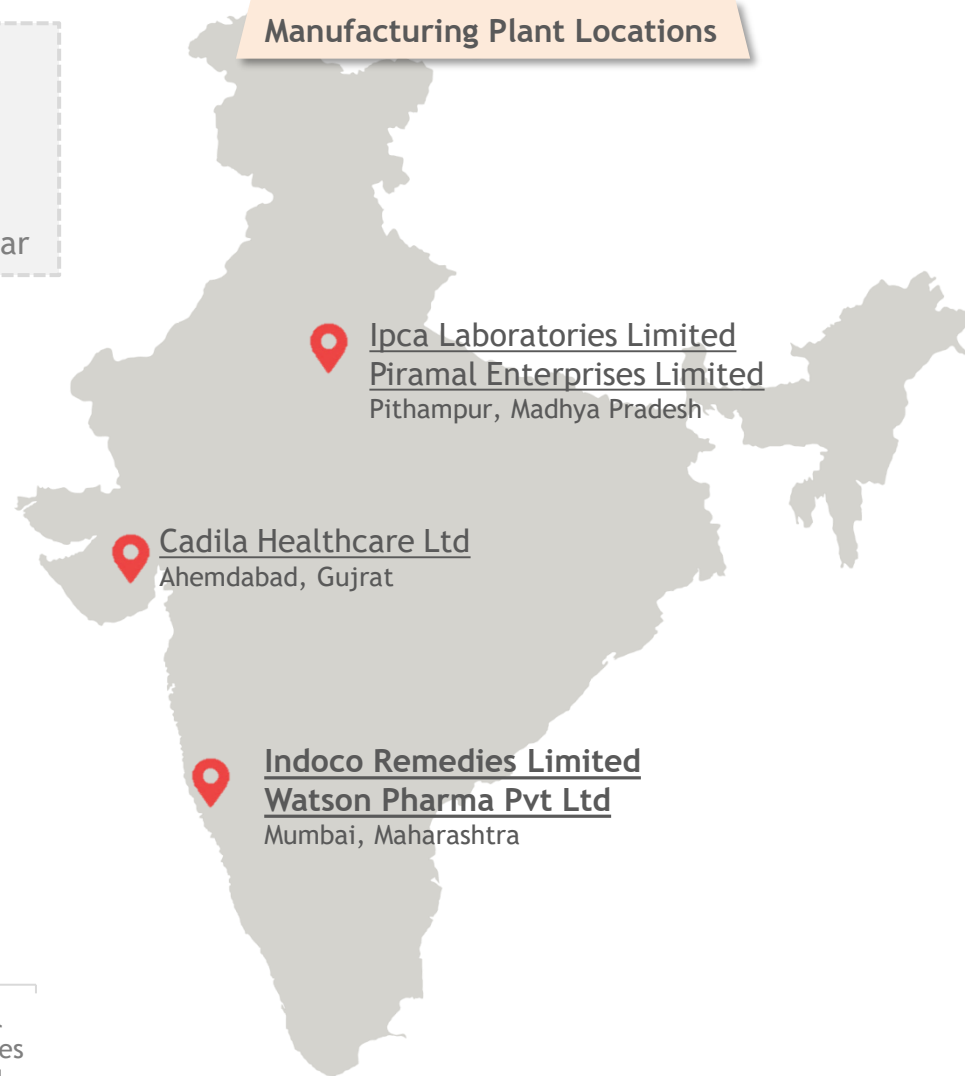 Manufacturing Plant Locations
ar
Ipca Laboratories Limited
Piramal Enterprises Limited
Pithampur, Madhya Pradesh
Cadila Healthcare Ltd
Ahemdabad, Gujrat
Indoco Remedies Limited
Watson Pharma Pvt Ltd
Mumbai, Maharashtra
es